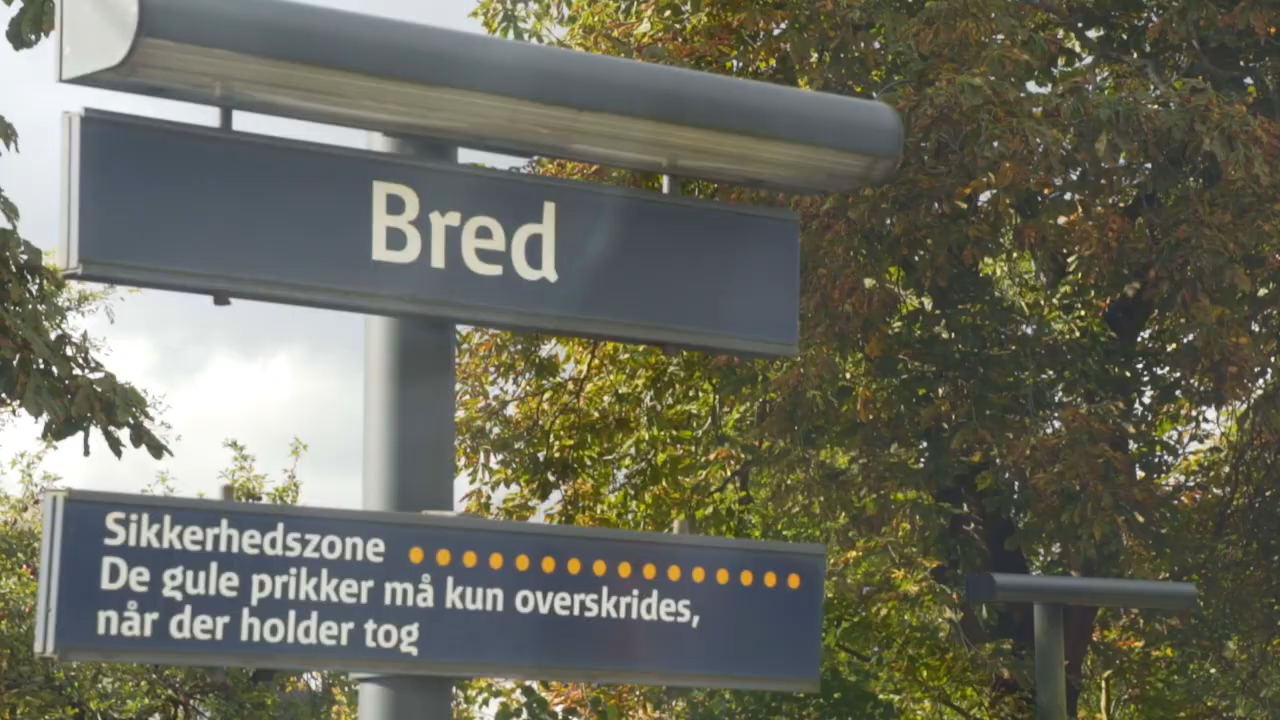 Bred
Sikkerhedszone
De gule prikker må kun overskrides,
når der holder tog